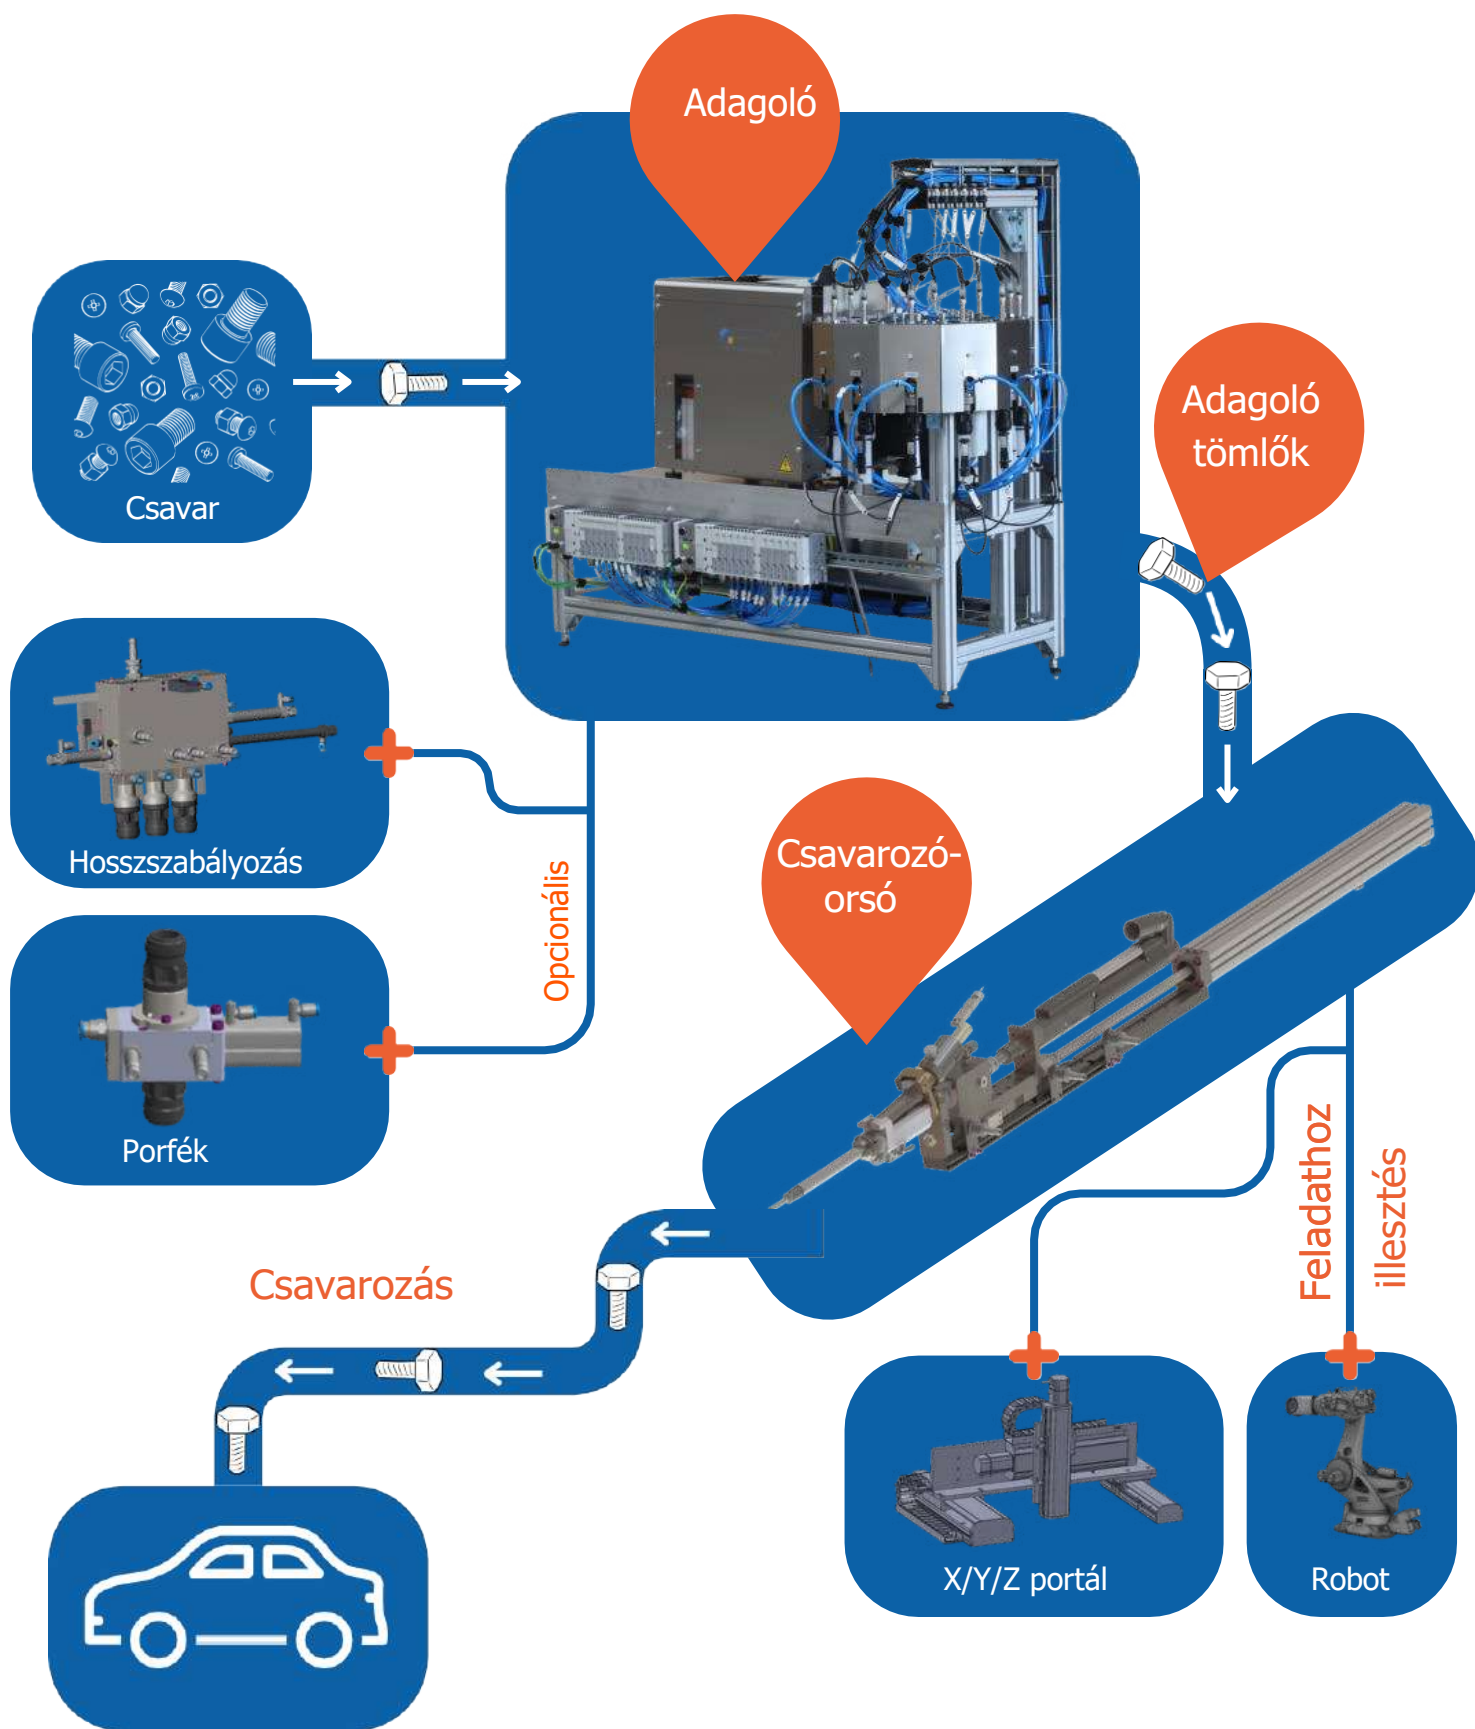 Adagoló
Adagoló
tömlők
Csavar
Hosszszabályozás
Opcionális
Csavarozó-
orsó
Porfék
Feladathoz
illesztés
Csavarozás
X/Y/Z portál
Robot